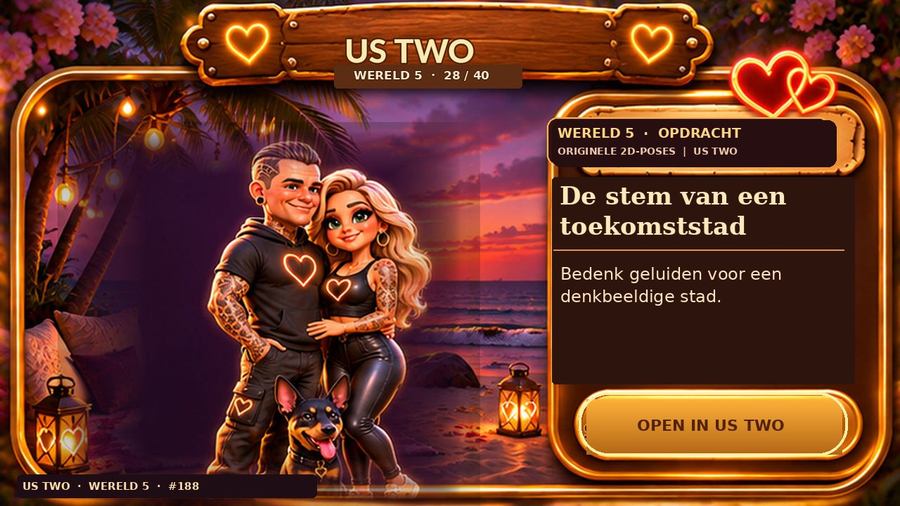 US TWO
WERELD 5 · 28 / 40
WERELD 5 · OPDRACHT
ORIGINELE 2D-POSES | US TWO
De stem van een
toekomststad
Bedenk geluiden voor een
denkbeeldige stad.
OPEN IN US TWO
US TWO · WERELD 5 · #188